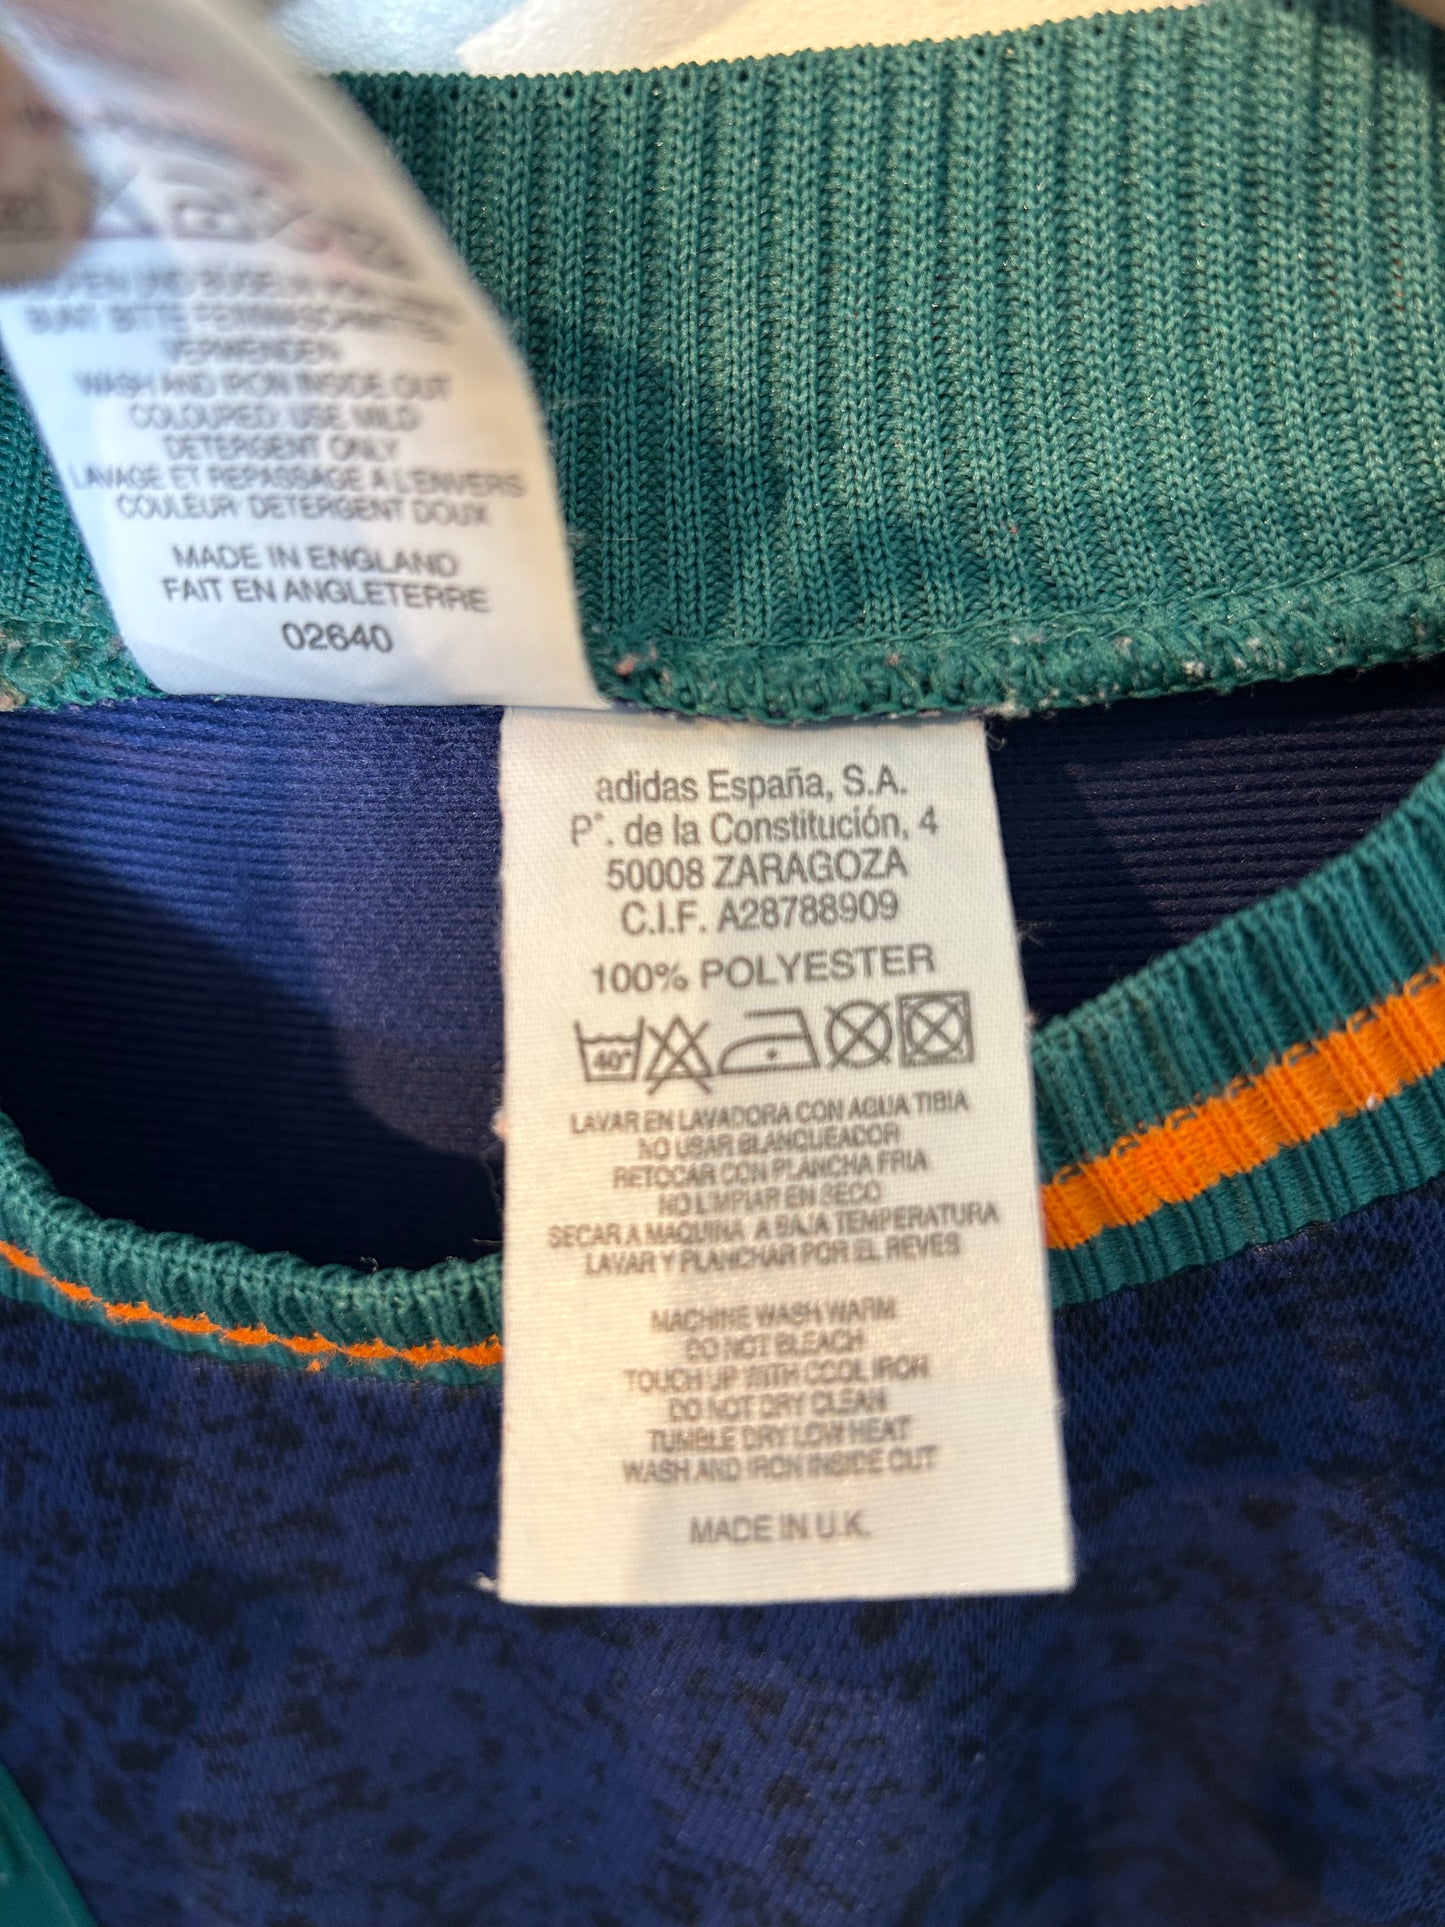 VERWENDEN
WASH AND IRON INSIDE OUT
COLOURED: USE MILD
DETERGENT ONLY
LAVAGE ET REPASSAGE A L'ENVERS
COULEUR: DETERGENT DOUX
MADE IN ENGLAND
FAIT EN ANGLETERRE
02640
adidas España, S.A.
P°. de la Constitución, 4
50008 ZARAGOZA
C.I.F. A28788909
100% POLYESTER
40°
LAVAR EN LAVADORA CON AGUA TIBIA
NO USAR BLANQUEADOR
RETOCAR CON PLANCHA FRIA
NO LIMPIAR EN SECO
SECAR A MAQUINA A BAJA TEMPERATURA
LAVAR Y PLANCHAR POR EL REVES
MACHINE WASH WARM
DO NOT BLEACH
TOUCH UP WITH COOL IRON
DO NOT DRY CLEAN
TUMBLE DRY LOW HEAT
WASH AND IRON INSIDE OUT
MADE IN U.K.